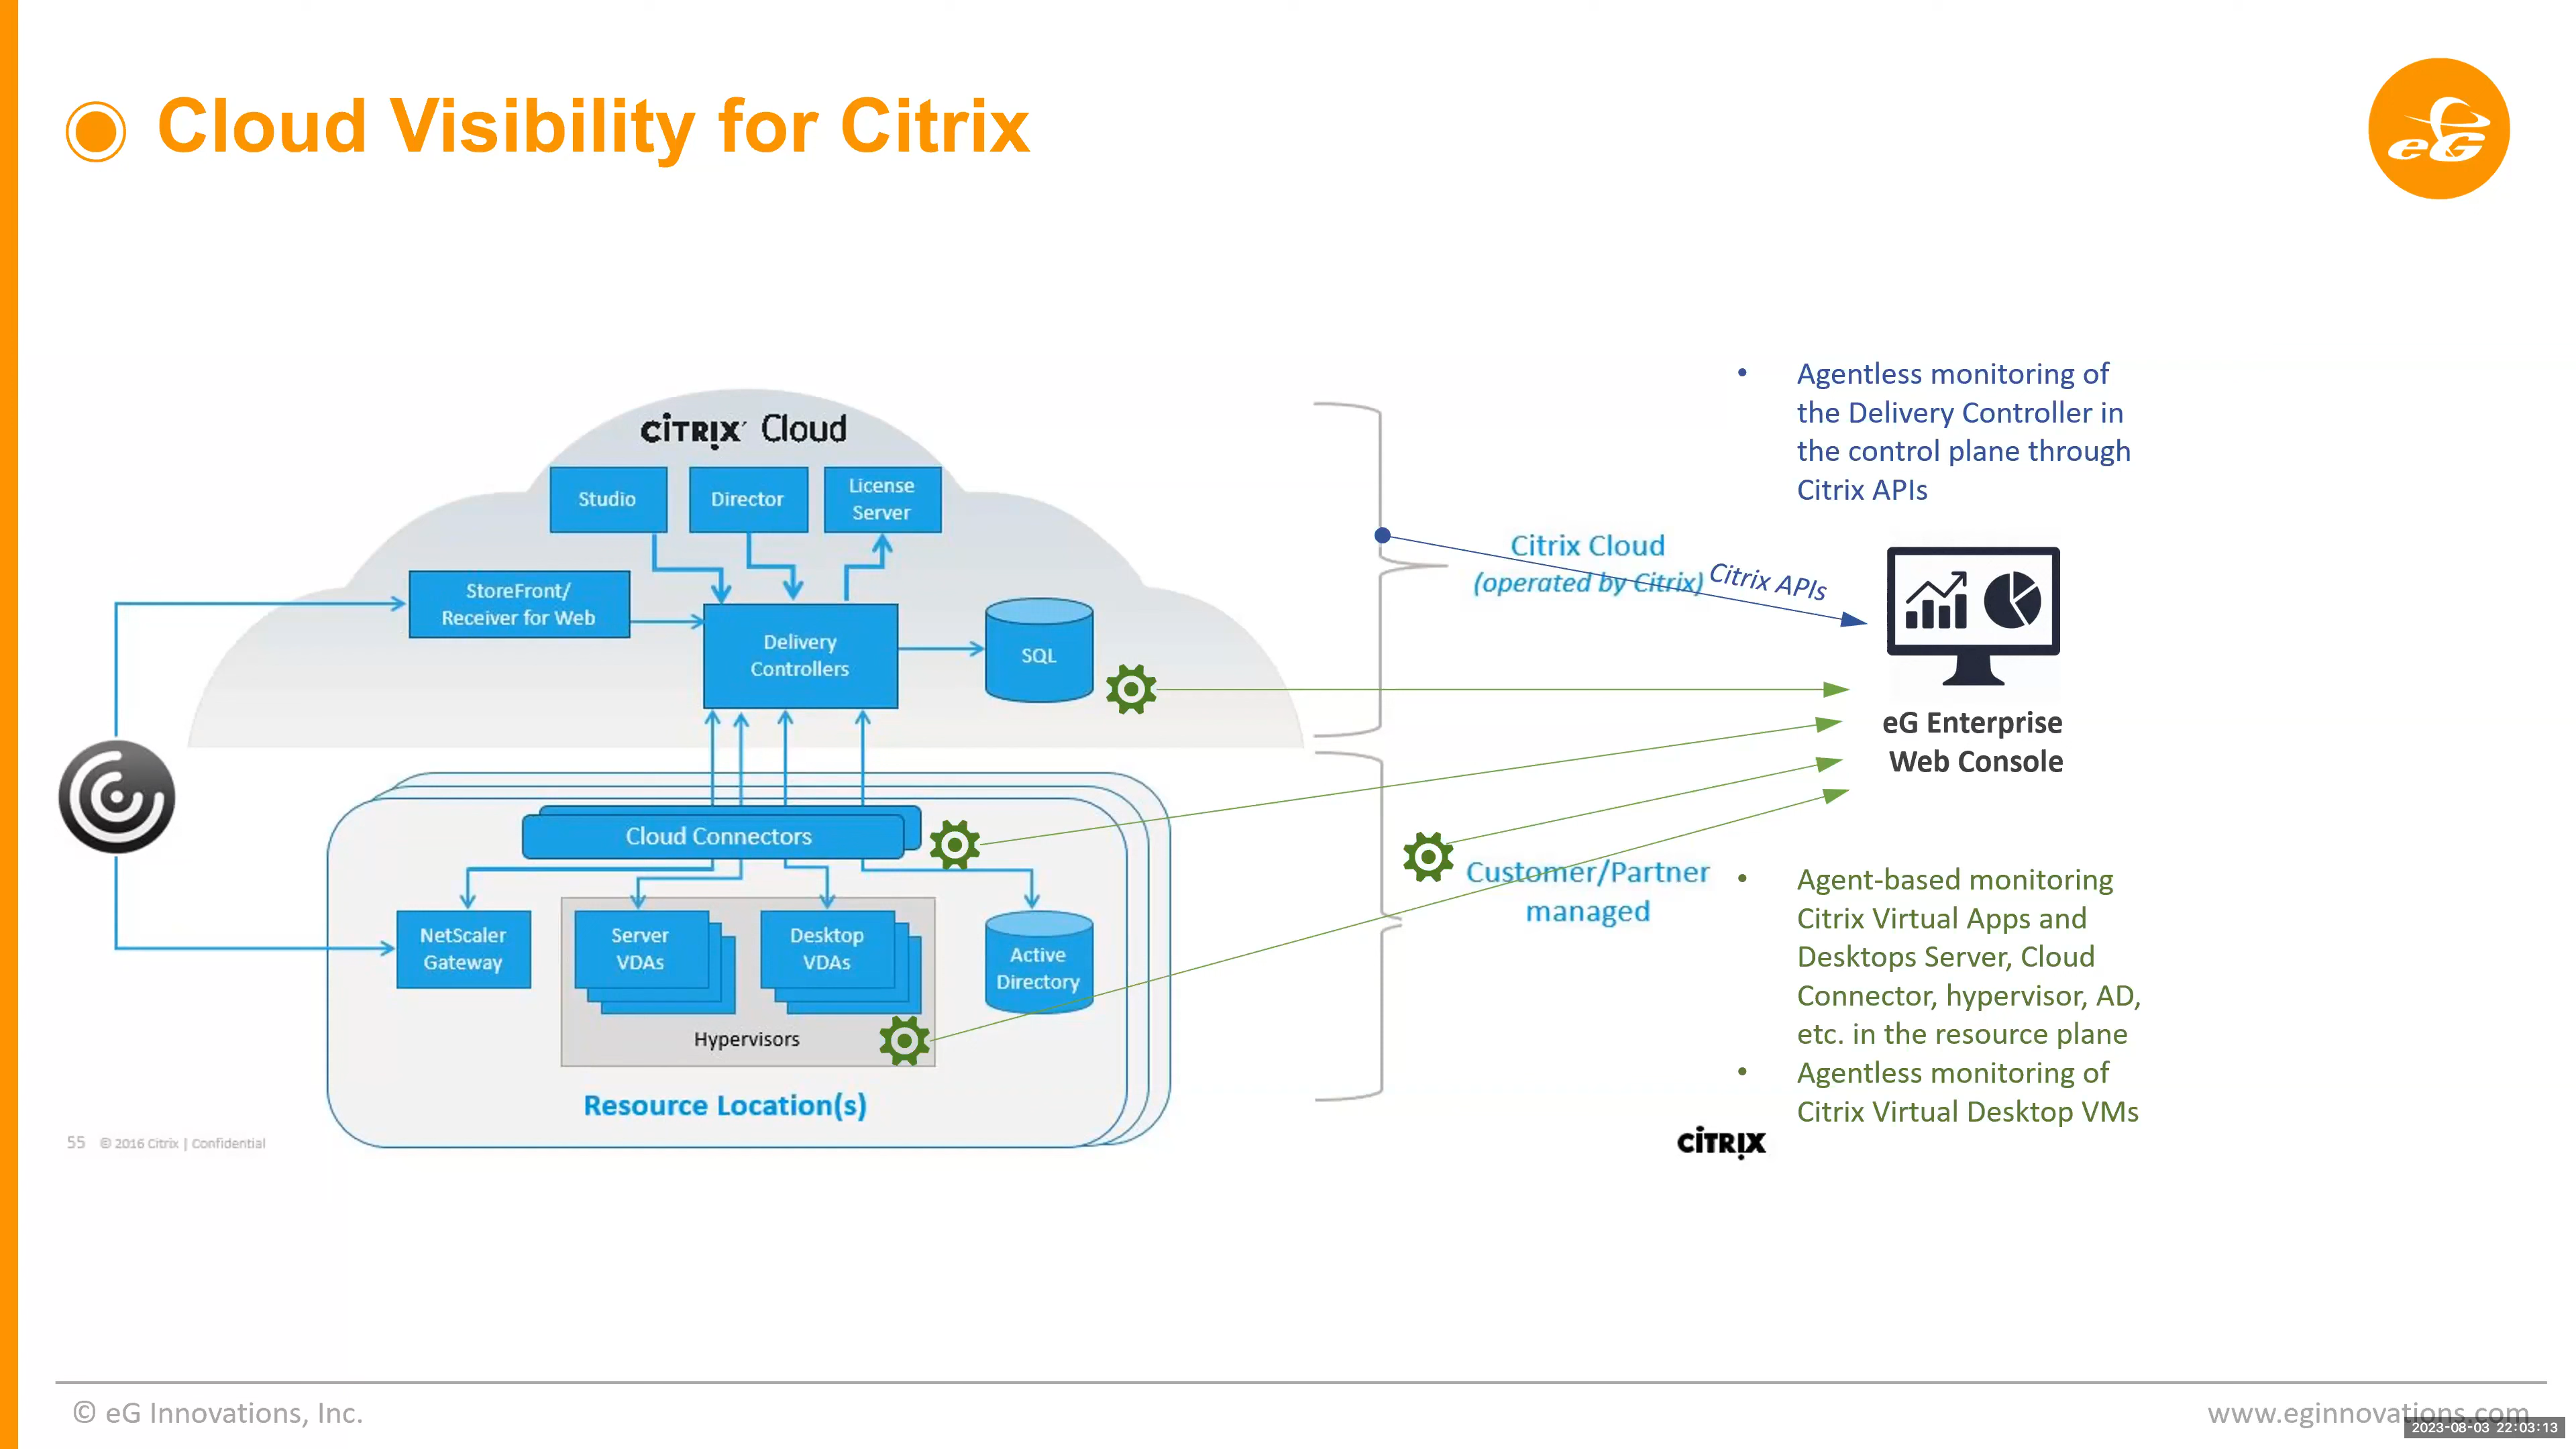 Cloud Visibility for Citrix
eG
CİTRIX Cloud
Studio
Director
License
Server
StoreFront/
Receiver for Web
Delivery
Controllers
SQL
Cloud Connectors
NetScaler
Gateway
Server
VDAs
Desktop
VDAs
Active
Directory
Hypervisors
Resource Location(s)
55 © 2016 Citrix | Confidential
Citrix Cloud
(operated by Citrix)
Citrix APIs
Customer/Partner
managed
CİTRIX
• Agentless monitoring of
the Delivery Controller in
the control plane through
Citrix APIs
eG Enterprise
Web Console
• Agent-based monitoring
Citrix Virtual Apps and
Desktops Server, Cloud
Connector, hypervisor, AD,
etc. in the resource plane
• Agentless monitoring of
Citrix Virtual Desktop VMs
© eG Innovations, Inc.
www.eginnovations.com
2023-08-03 22:03:13